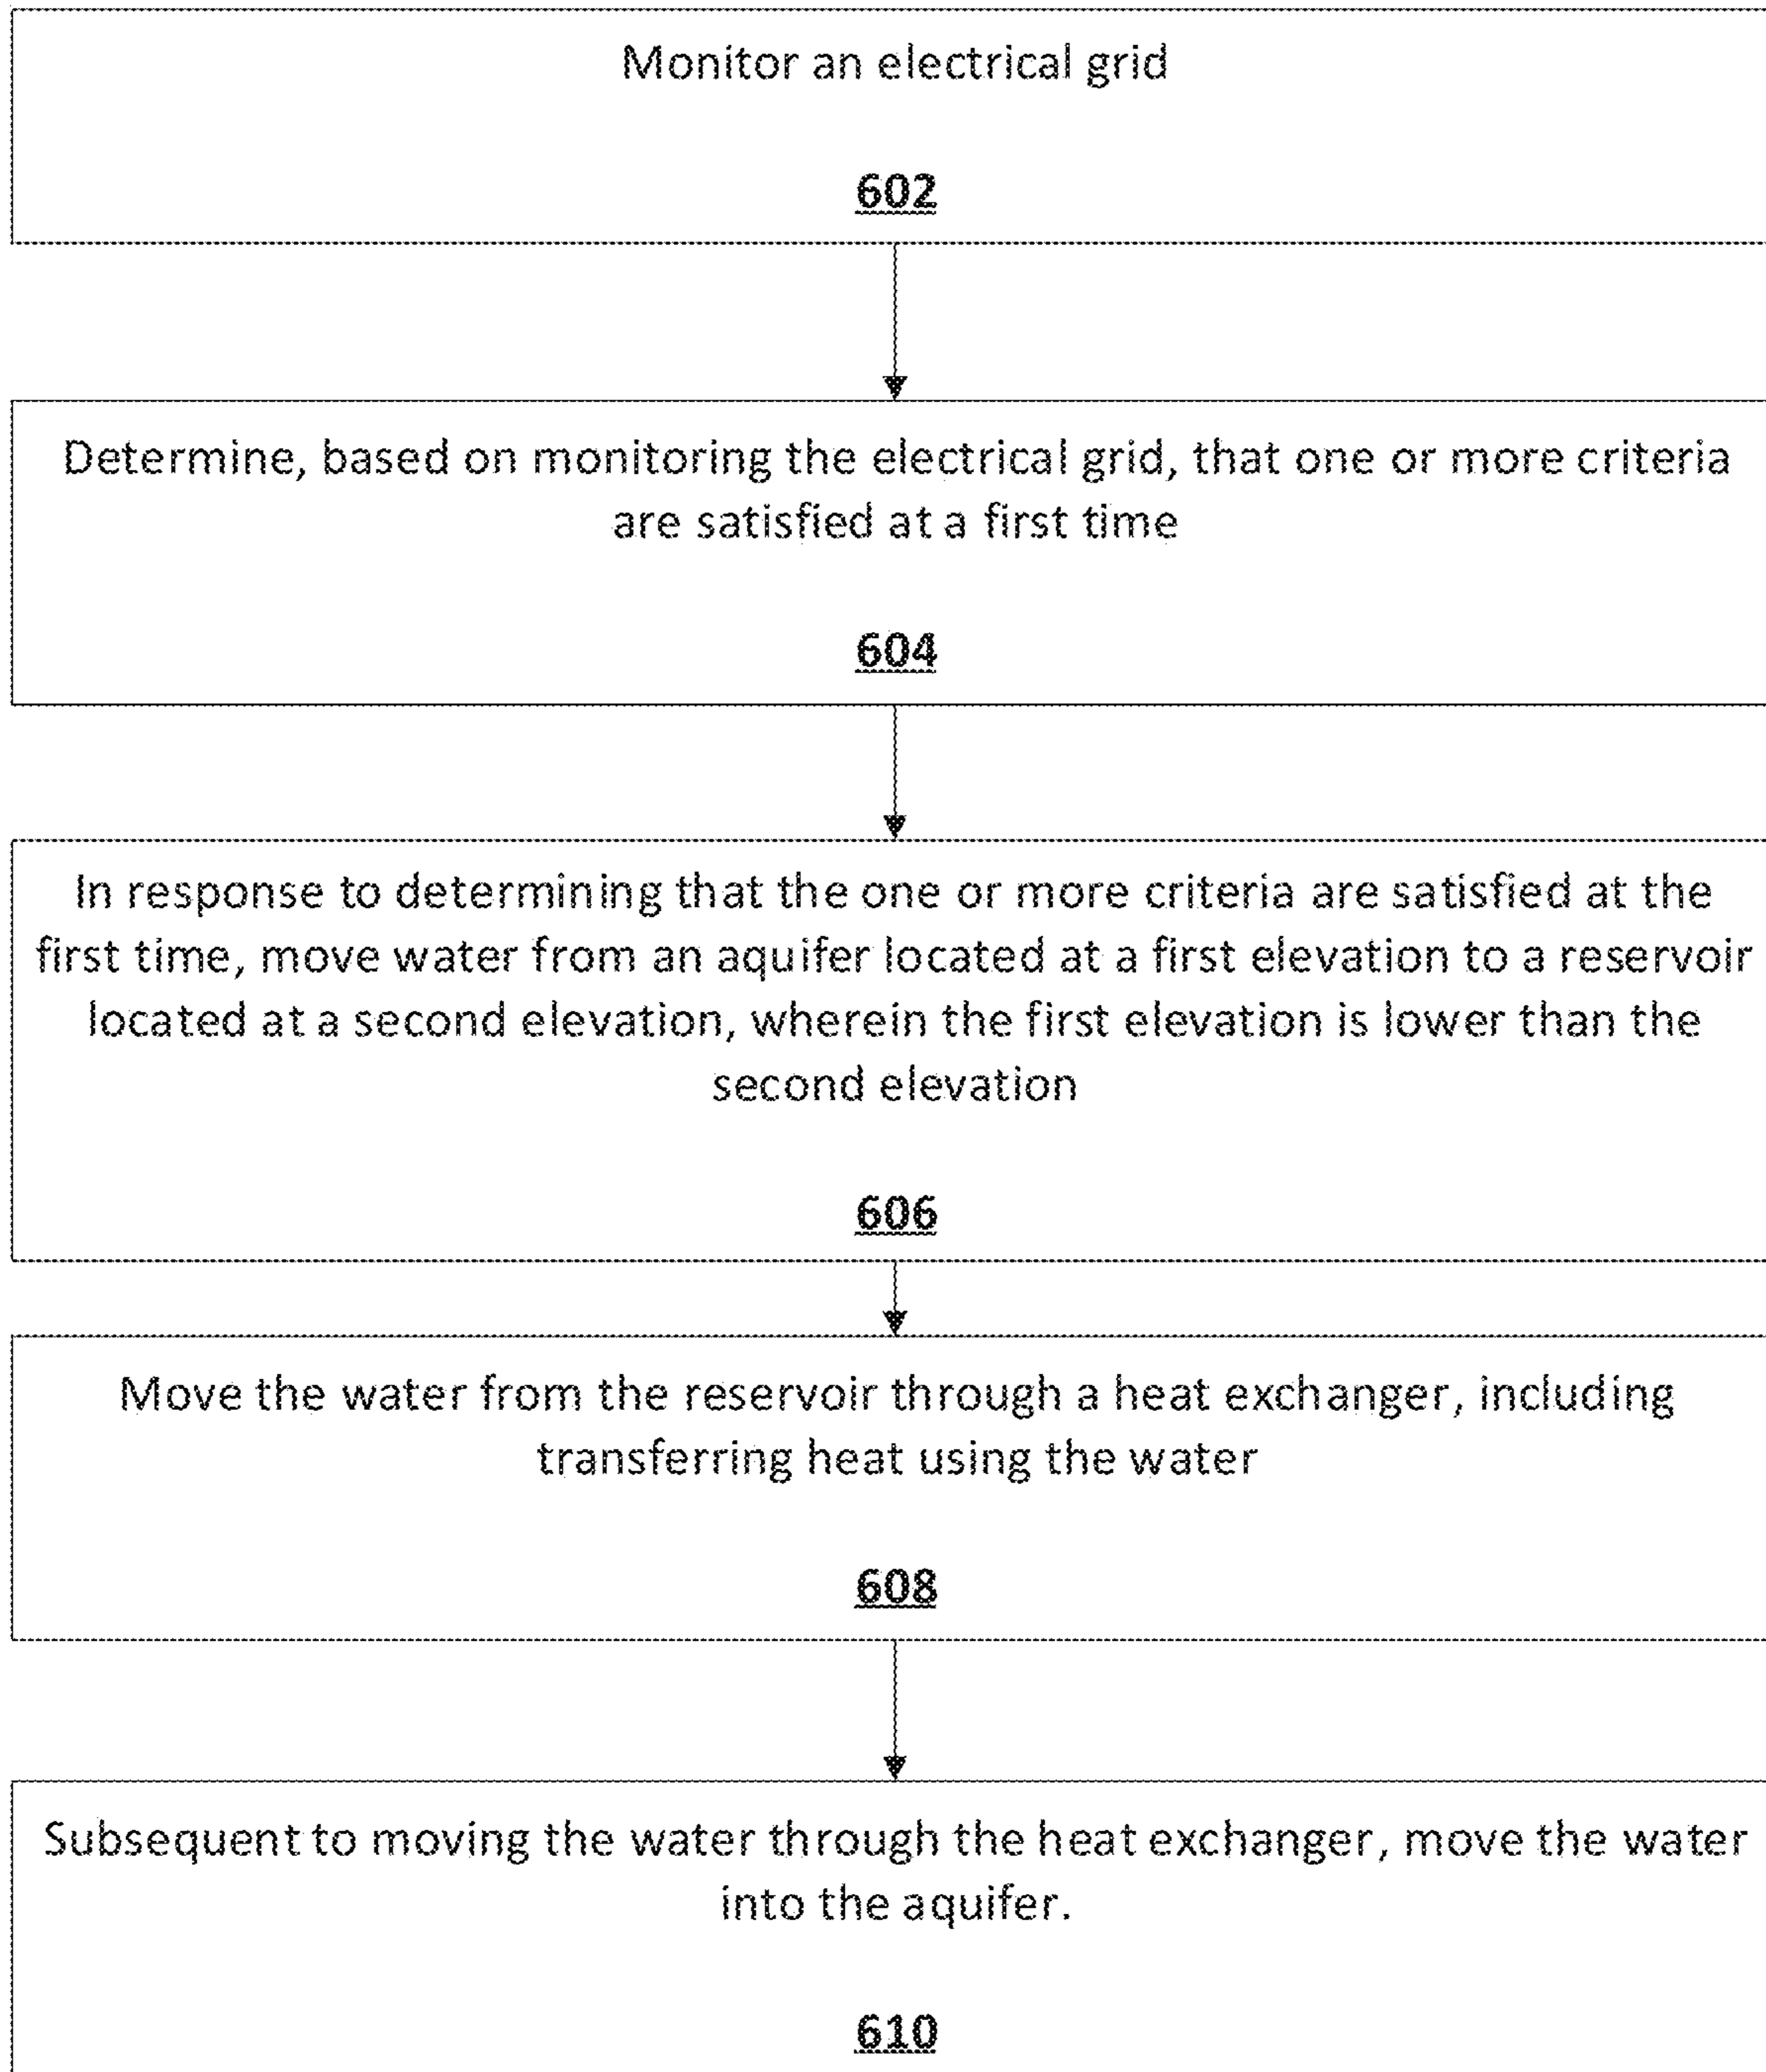 Monitor an electrical grid
602
Determine, based on monitoring the electrical grid, that one or more criteria
are satisfied at a first time
604
In response to determining that the one or more criteria are satisfied at the
first time, move water from an aquifer located at a first elevation to a reservoir
located at a second elevation, wherein the first elevation is lower than the
second elevation
606
Move the water from the reservoir through a heat exchanger, including
transferring heat using the water
608
Subsequent to moving the water through the heat exchanger, move the water
into the aquifer.
610